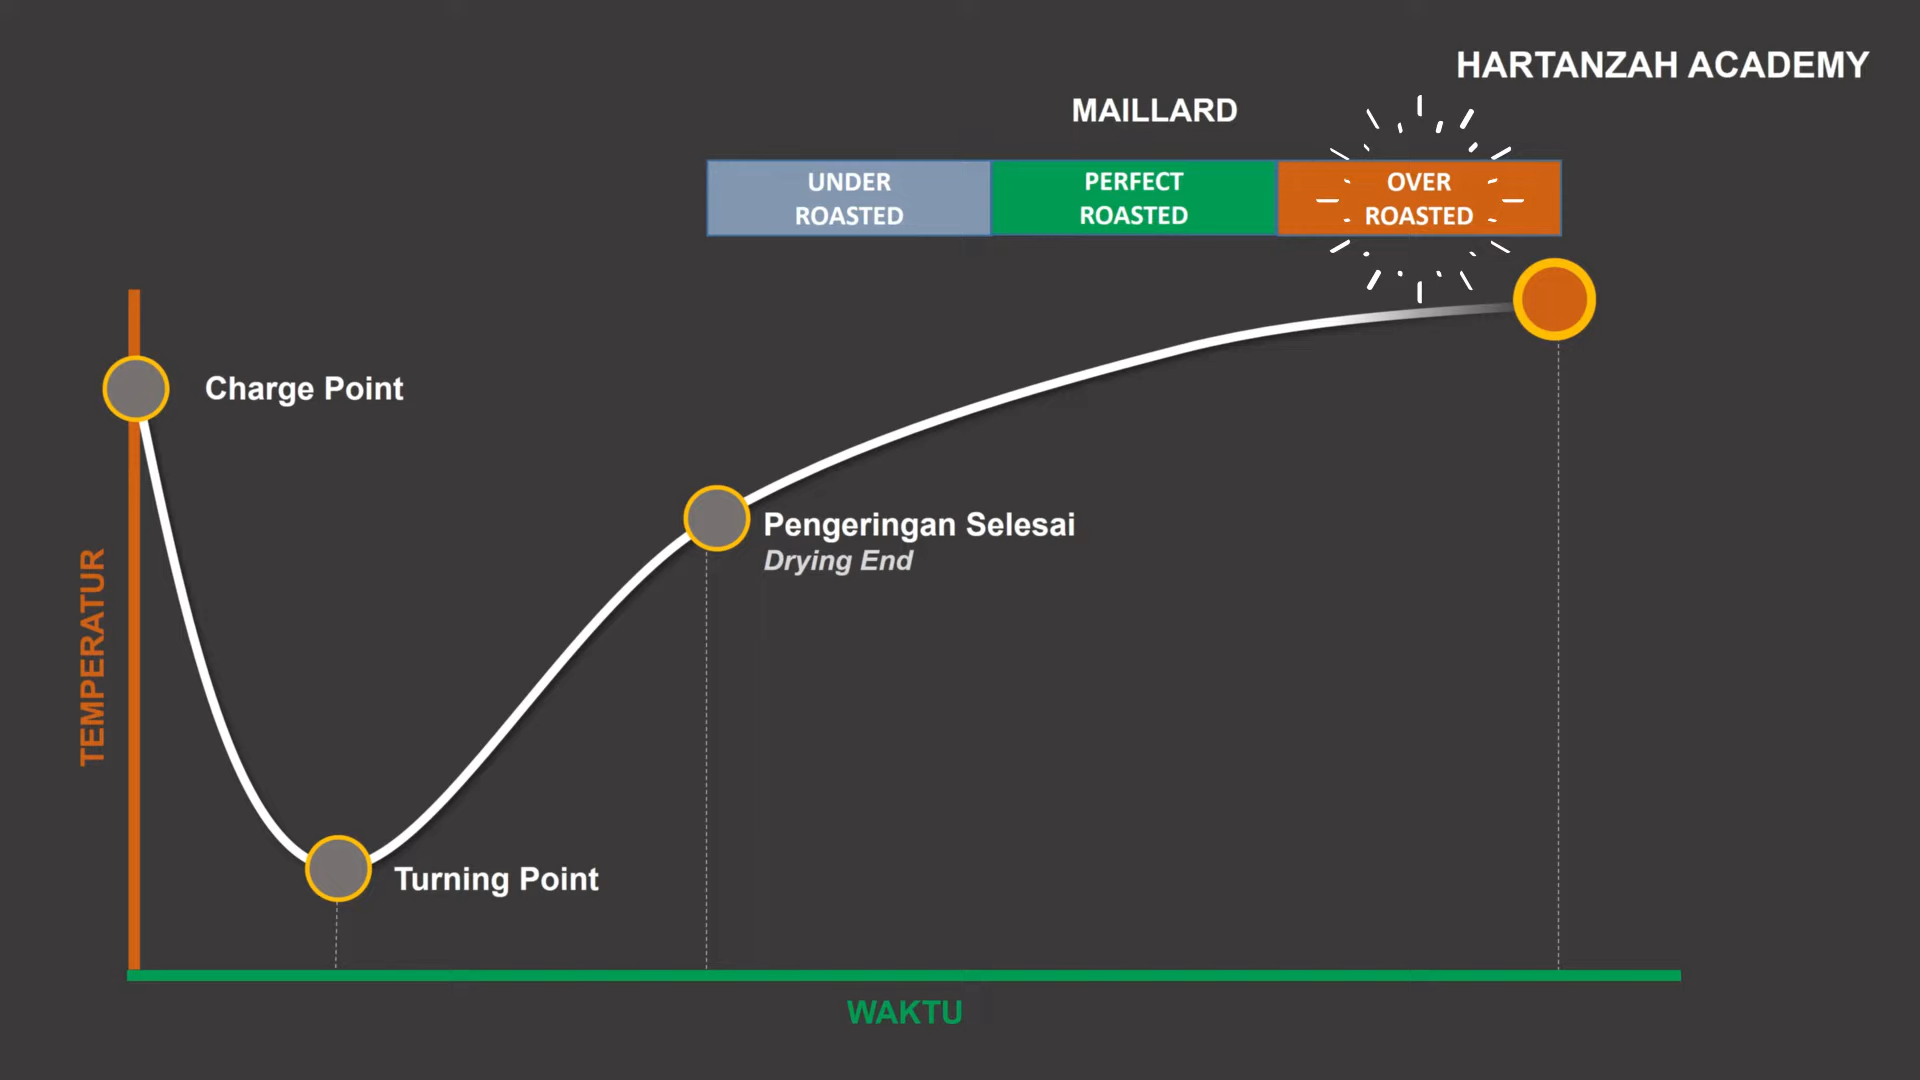 HARTANZAH ACADEMY
MAILLARD
UNDER
ROASTED
PERFECT
ROASTED
OVER
ROASTED
Charge Point
Pengeringan Selesai
Drying End
TEMPERATUR
Turning Point
WAKTU